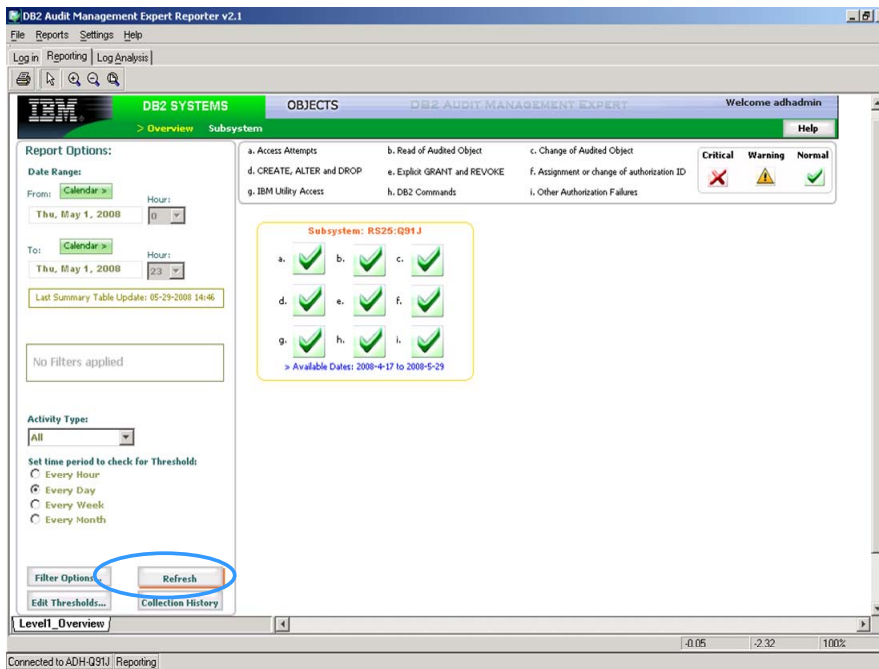 DB2 Audit Management Expert Reporter v2.1
File Reports Settings Help
Log in Reporting Log Analysis
IBM. DB2 SYSTEMS OBJECTS DB2 AUDIT MANAGEMENT EXPERT Welcome adhadmin
> Overview Subsystem Help
Report Options:
Date Range:
From: Calendar >
Hour:
Thu, May 1, 2008 0
To: Calendar >
Hour:
Thu, May 1, 2008 23
Last Summary Table Update: 05-29-2008 14:46
No Filters applied
Activity Type:
All
Set time period to check for Threshold:
Every Hour
Every Day
Every Week
Every Month
Filter Options... Refresh
Edit Thresholds... Collection History
a. Access Attempts b. Read of Audited Object c. Change of Audited Object
d. CREATE, ALTER and DROP e. Explicit GRANT and REVOKE f. Assignment or change of authorization ID
g. IBM Utility Access h. DB2 Commands i. Other Authorization Failures
Critical Warning Normal
Subsystem: RS25:Q91J
a. b. c.
d. e. f.
g. h. i.
> Available Dates: 2008-4-17 to 2008-5-29
Level1_Overview
-0.05 -2.32 100%
Connected to ADH-Q91J Reporting